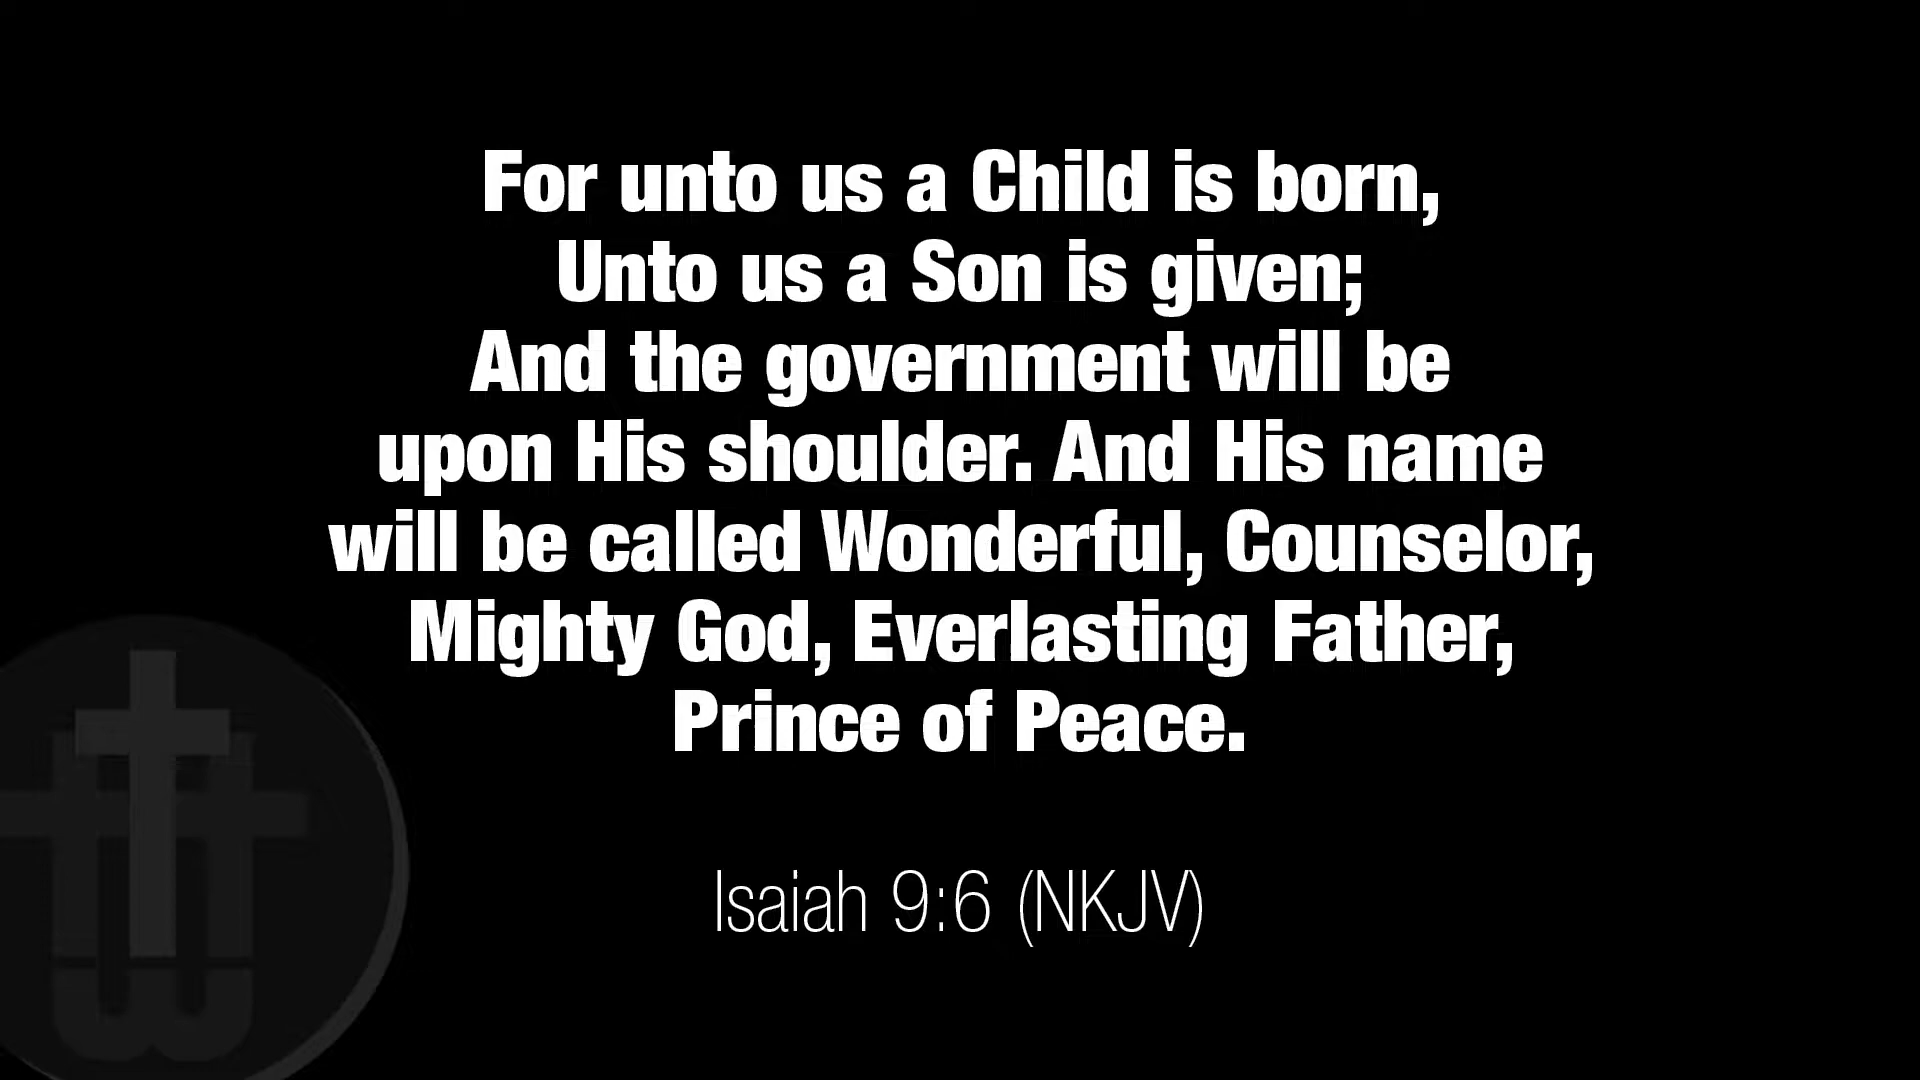 For unto us a Child is born,
Unto us a Son is given;
And the government will be
upon His shoulder. And His name
will be called Wonderful, Counselor,
Mighty God, Everlasting Father,
Prince of Peace.
Isaiah 9:6 (NKJV)